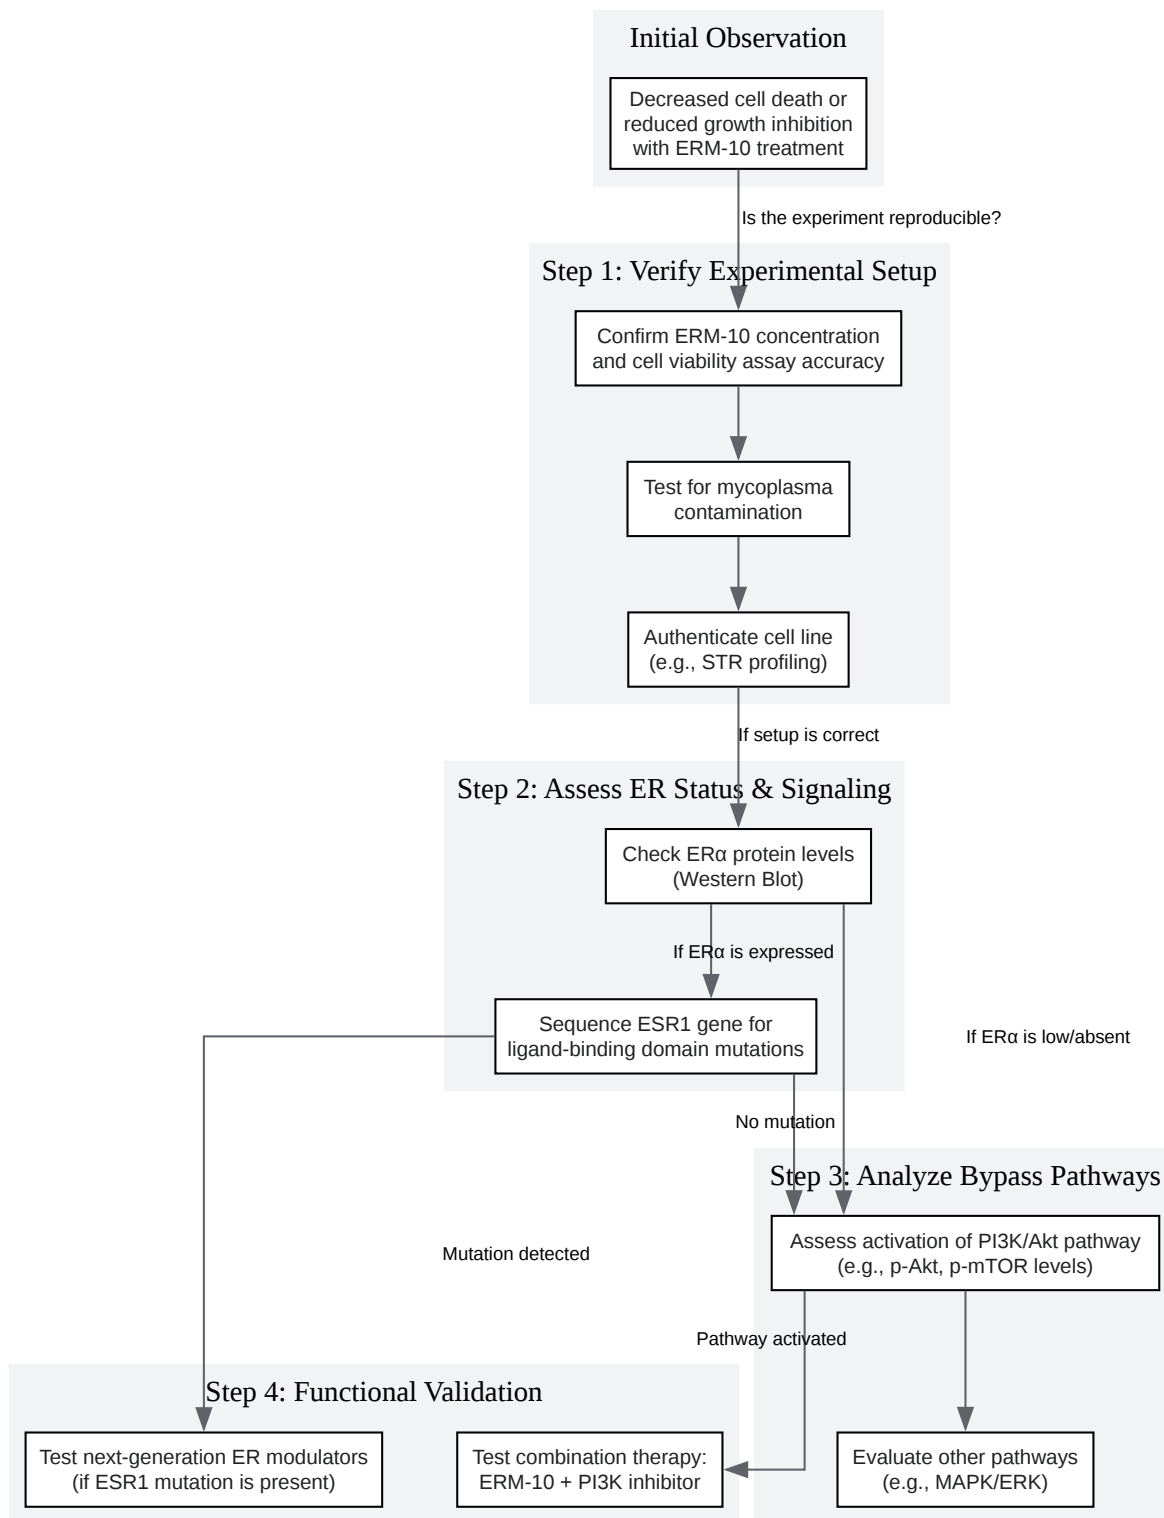 Initial Observation
Decreased cell death or
reduced growth inhibition
with ERM-10 treatment
Is the experiment reproducible?
Step 1: Verify Experimental Setup
Confirm ERM-10 concentration
and cell viability assay accuracy
Test for mycoplasma
contamination
Authenticate cell line
(e.g., STR profiling)
If setup is correct
Step 2: Assess ER Status & Signaling
Check ERα protein levels
(Western Blot)
If ERα is expressed
Sequence ESR1 gene for
ligand-binding domain mutations
If ERα is low/absent
No mutation
Step 3: Analyze Bypass Pathways
Assess activation of PI3K/Akt pathway
(e.g., p-Akt, p-mTOR levels)
Mutation detected
Pathway activated
Step 4: Functional Validation
Test next-generation ER modulators
(if ESR1 mutation is present)
Test combination therapy:
ERM-10 + PI3K inhibitor
Evaluate other pathways
(e.g., MAPK/ERK)